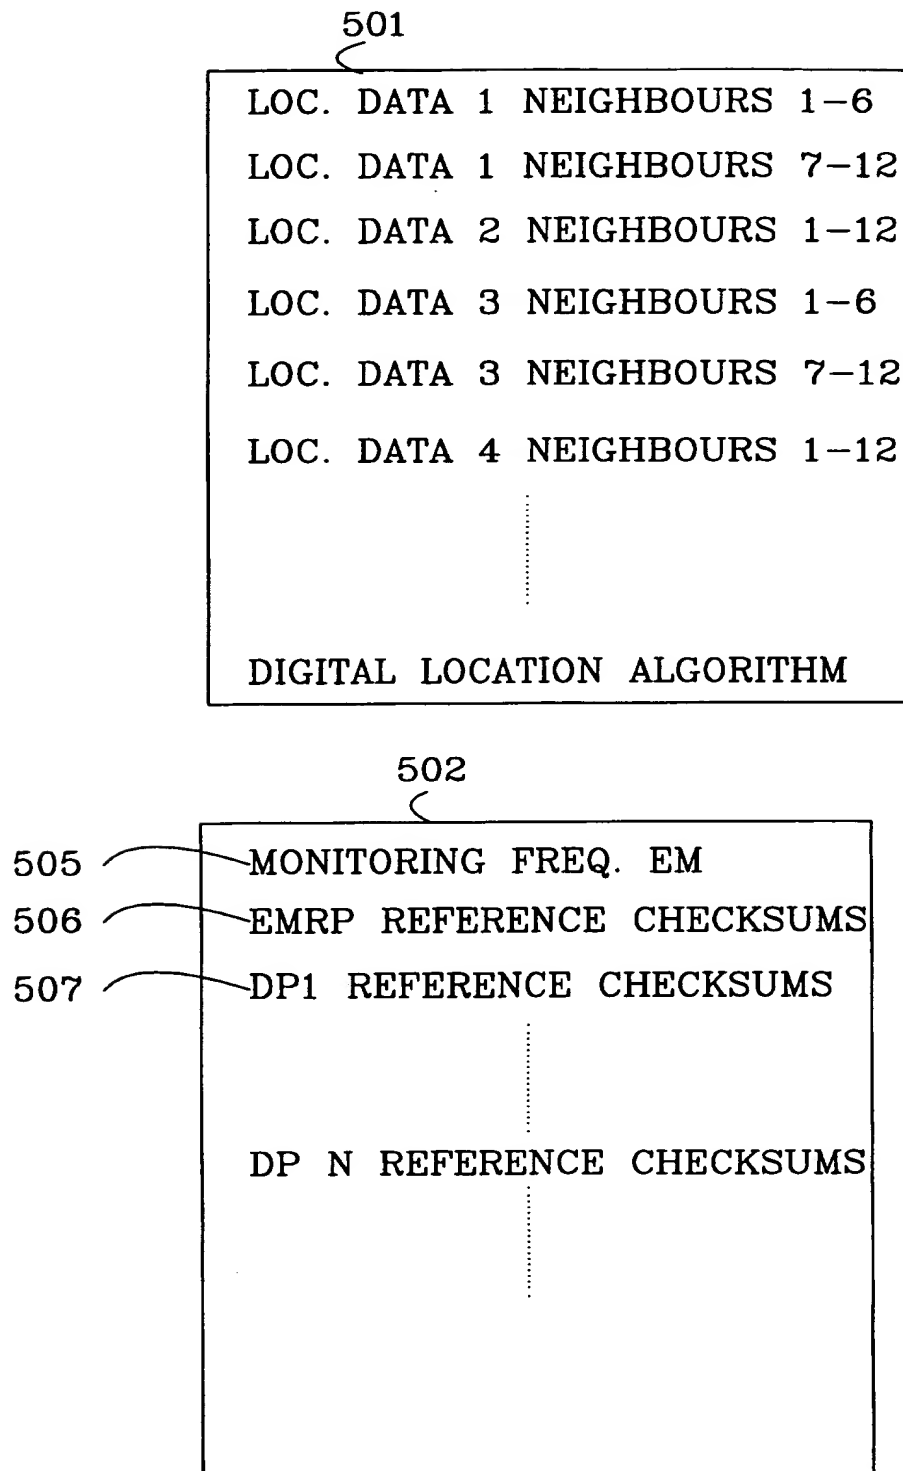 501
LOC. DATA 1 NEIGHBOURS 1-6
LOC. DATA 1 NEIGHBOURS 7-12
LOC. DATA 2 NEIGHBOURS 1-12
LOC. DATA 3 NEIGHBOURS 1-6
LOC. DATA 3 NEIGHBOURS 7-12
LOC. DATA 4 NEIGHBOURS 1-12
DIGITAL LOCATION ALGORITHM
502
505 MONITORING FREQ. EM
506 EMRP REFERENCE CHECKSUMS
507 DP1 REFERENCE CHECKSUMS
DP N REFERENCE CHECKSUMS